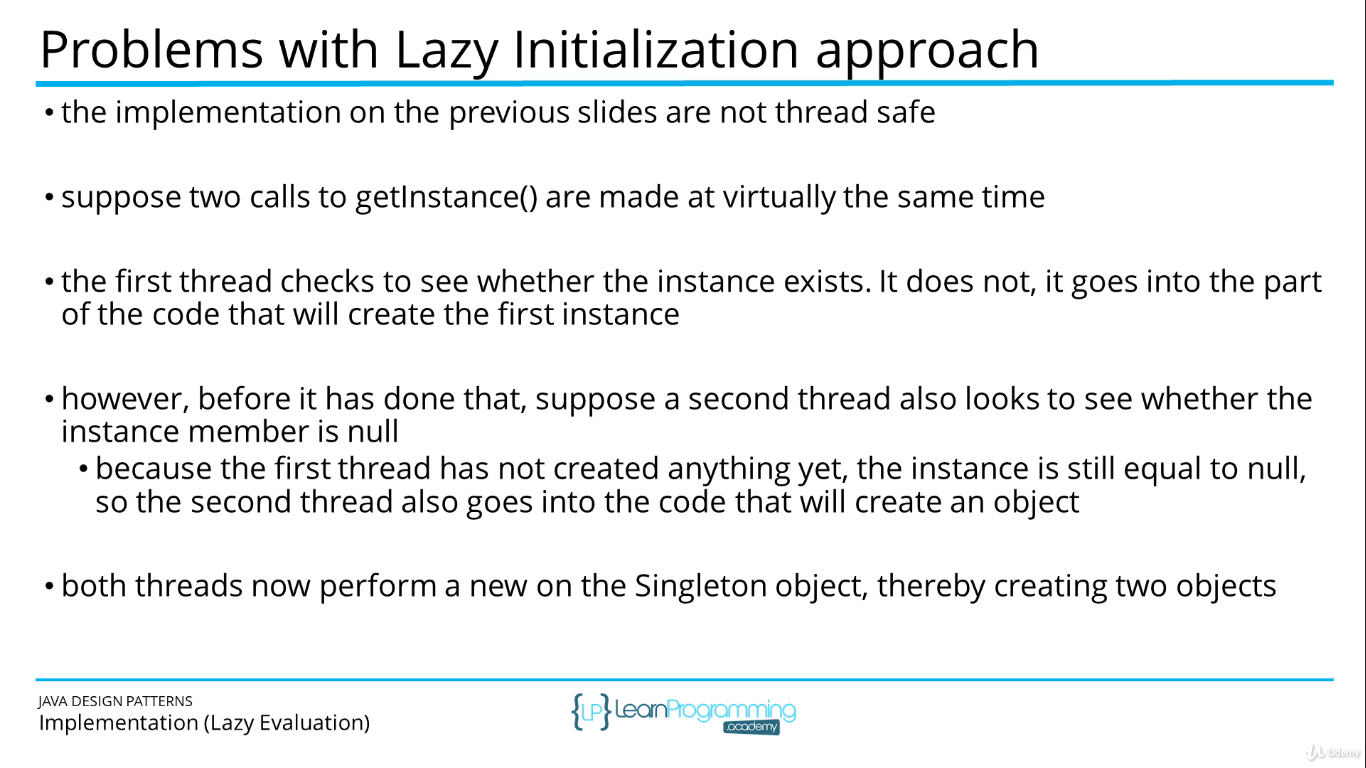 Problems with Lazy Initialization approach
• the implementation on the previous slides are not thread safe
• suppose two calls to getInstance() are made at virtually the same time
• the first thread checks to see whether the instance exists. It does not, it goes into the part
of the code that will create the first instance
• however, before it has done that, suppose a second thread also looks to see whether the
instance member is null
• because the first thread has not created anything yet, the instance is still equal to null,
so the second thread also goes into the code that will create an object
• both threads now perform a new on the Singleton object, thereby creating two objects
JAVA DESIGN PATTERNS
Implementation (Lazy Evaluation)
{LP} LearnProgramming
.academy
Udemy